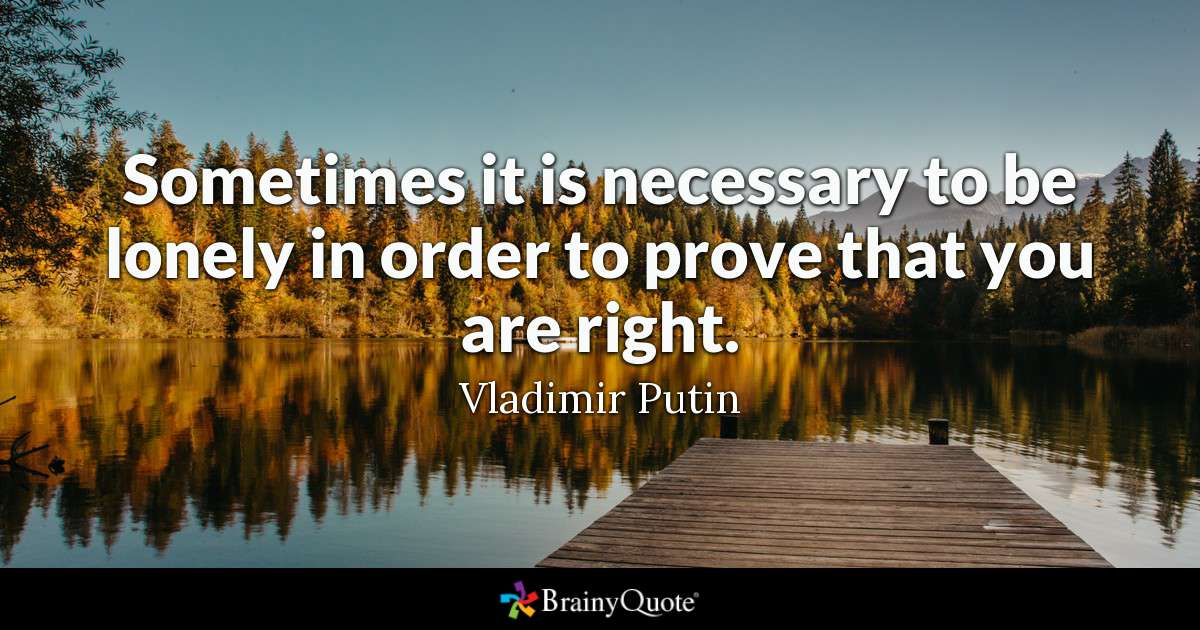 Sometimes it is necessary to be
lonely in order to prove that you
are right.
Vladimir Putin
BrainyQuote®